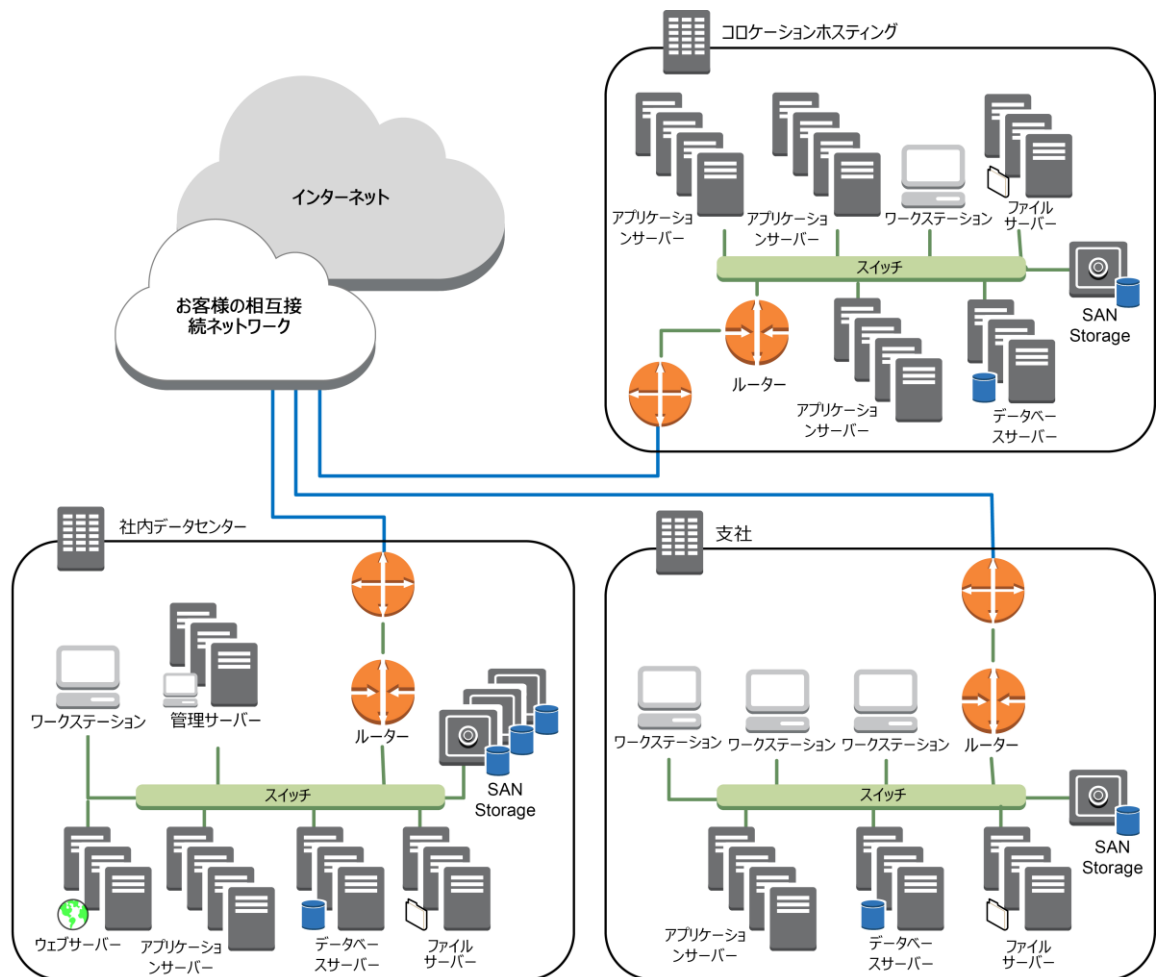 コロケーションホスティング
インターネット
お客様の相互接
続ネットワーク
アプリケーショ
ンサーバー
アプリケーショ
ンサーバー
ワークステーション
ファイル
サーバー
スイッチ
SAN
Storage
ルーター
アプリケーショ
ンサーバー
データベー
スサーバー
社内データセンター
ワークステーション
管理サーバー
ルーター
SAN
Storage
スイッチ
ウェブサーバー
アプリケーショ
ンサーバー
データベー
スサーバー
ファイル
サーバー
支社
ワークステーション
ワークステーション
ワークステーション
ルーター
スイッチ
SAN
Storage
アプリケーショ
ンサーバー
データベー
スサーバー
ファイル
サーバー